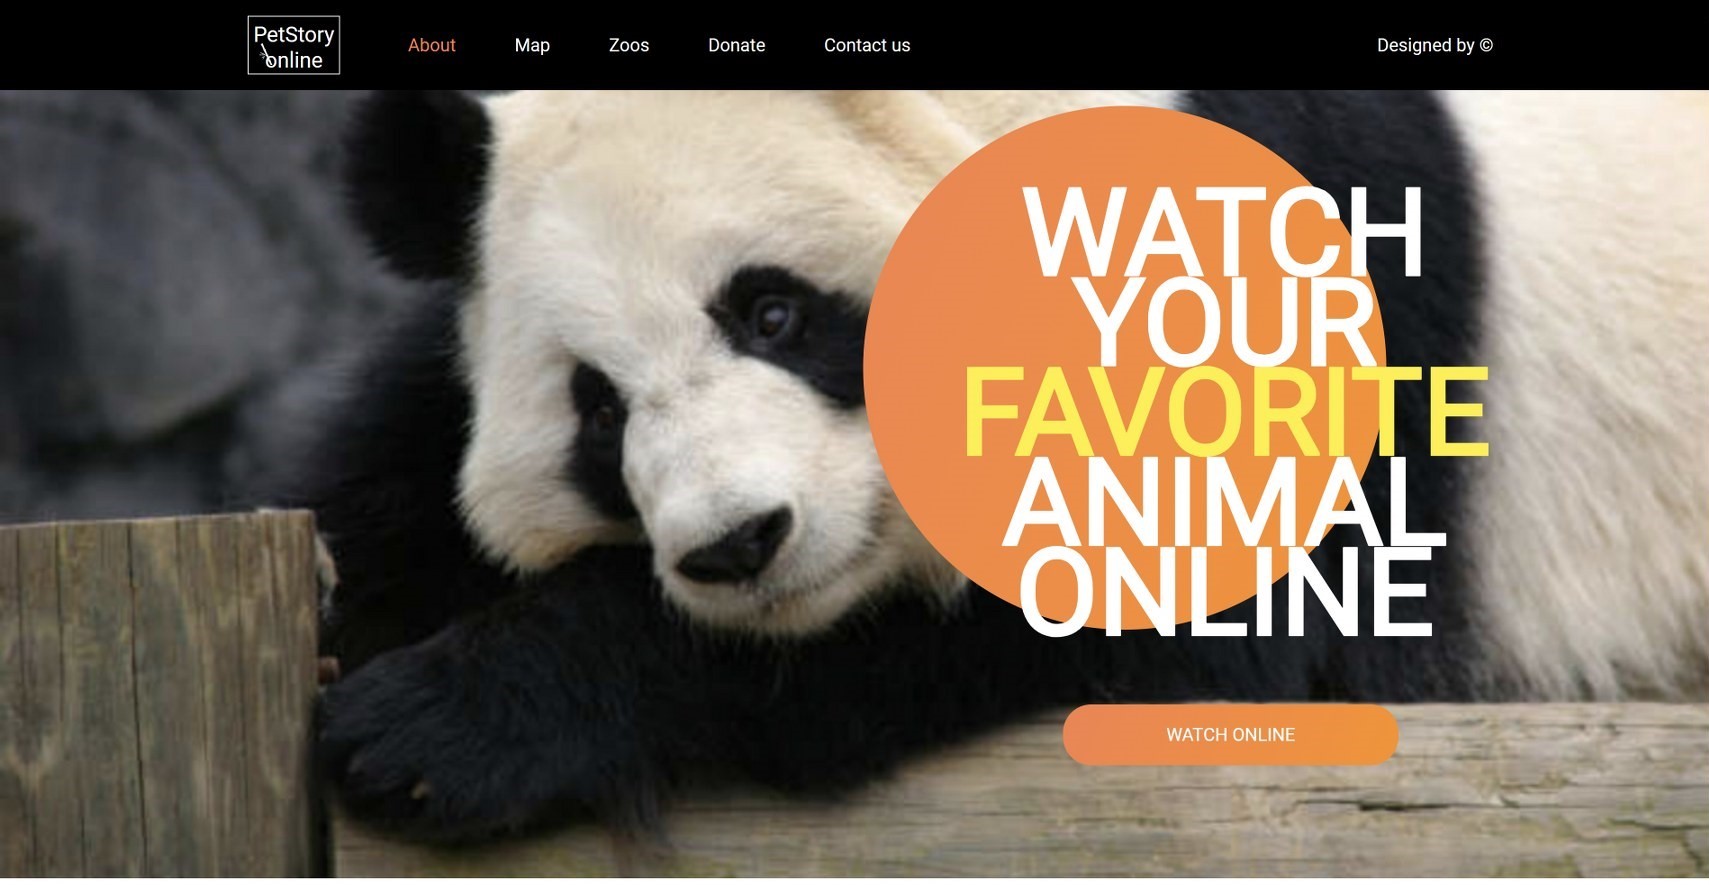 PetStory
online
About
Map
Zoos
Donate
Contact us
Designed by ©
WATCH
YOUR
FAVORITE
ANIMAL
ONLINE
WATCH ONLINE